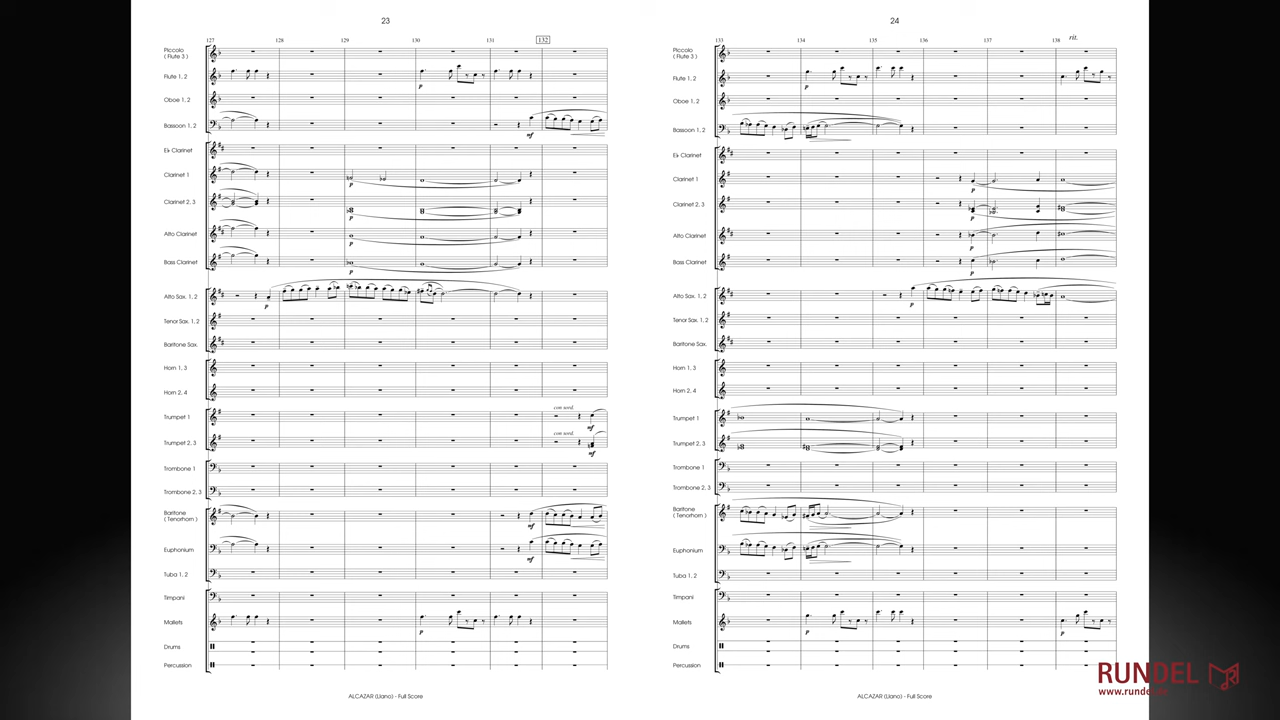 23
127 128 129 130 131 132
Piccolo
( Flute 3 )
Flute 1, 2
p
Oboe 1, 2
Bassoon 1, 2
mf
E♭ Clarinet
Clarinet 1
p
Clarinet 2, 3
p
Alto Clarinet
p
Bass Clarinet
p
Alto Sax. 1, 2
p
Tenor Sax. 1, 2
Baritone Sax.
Horn 1, 3
Horn 2, 4
con sord.
Trumpet 1
mf
con sord.
Trumpet 2, 3
mf
Trombone 1
Trombone 2, 3
Baritone
( Tenorhorn )
mf
Euphonium
mf
Tuba 1, 2
Timpani
Mallets
p
Drums
Percussion
ALCAZAR (Llano) - Full Score
24
133 134 135 136 137 138 rit.
Piccolo
( Flute 3 )
Flute 1, 2
p p
Oboe 1, 2
Bassoon 1, 2
E♭ Clarinet
Clarinet 1
p
Clarinet 2, 3
p
Alto Clarinet
p
Bass Clarinet
p
Alto Sax. 1, 2
p
Tenor Sax. 1, 2
Baritone Sax.
Horn 1, 3
Horn 2, 4
Trumpet 1
Trumpet 2, 3
Trombone 1
Trombone 2, 3
Baritone
( Tenorhorn )
Euphonium
Tuba 1, 2
Timpani
Mallets
p p
Drums
Percussion
ALCAZAR (Llano) - Full Score
RUNDEL
www.rundel.de